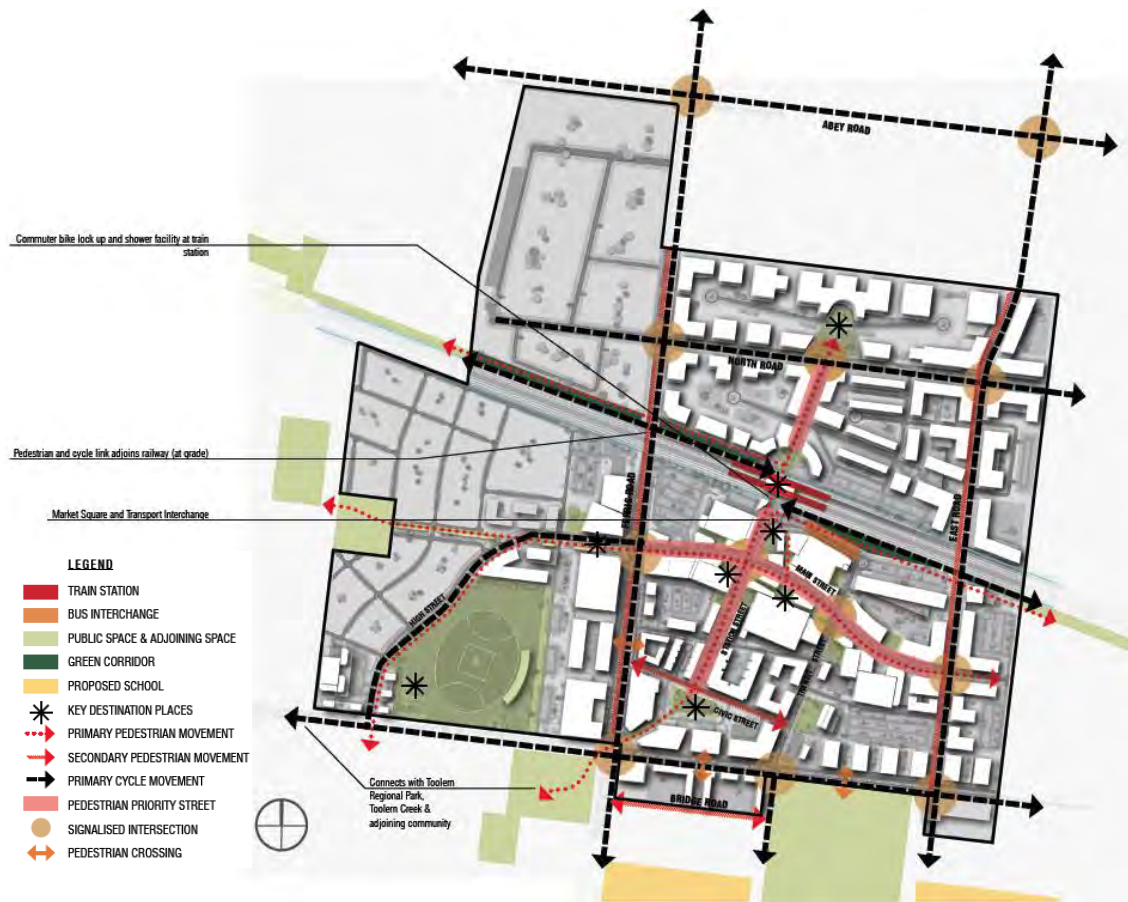 ABEY ROAD
Commuter bike lock up and shower facility at train
station
NORTH ROAD
Pedestrian and cycle link adjoins railway (at grade)
FERRIS ROAD
EAST ROAD
Market Square and Transport Interchange
MAIN STREET
HIGH STREET
STREET
STREET
CIVIC STREET
LEGEND
TRAIN STATION
BUS INTERCHANGE
PUBLIC SPACE & ADJOINING SPACE
GREEN CORRIDOR
PROPOSED SCHOOL
KEY DESTINATION PLACES
PRIMARY PEDESTRIAN MOVEMENT
SECONDARY PEDESTRIAN MOVEMENT
PRIMARY CYCLE MOVEMENT
PEDESTRIAN PRIORITY STREET
SIGNALISED INTERSECTION
PEDESTRIAN CROSSING
Connects with Toolern
Regional Park,
Toolern Creek &
adjoining community
BRIDGE ROAD